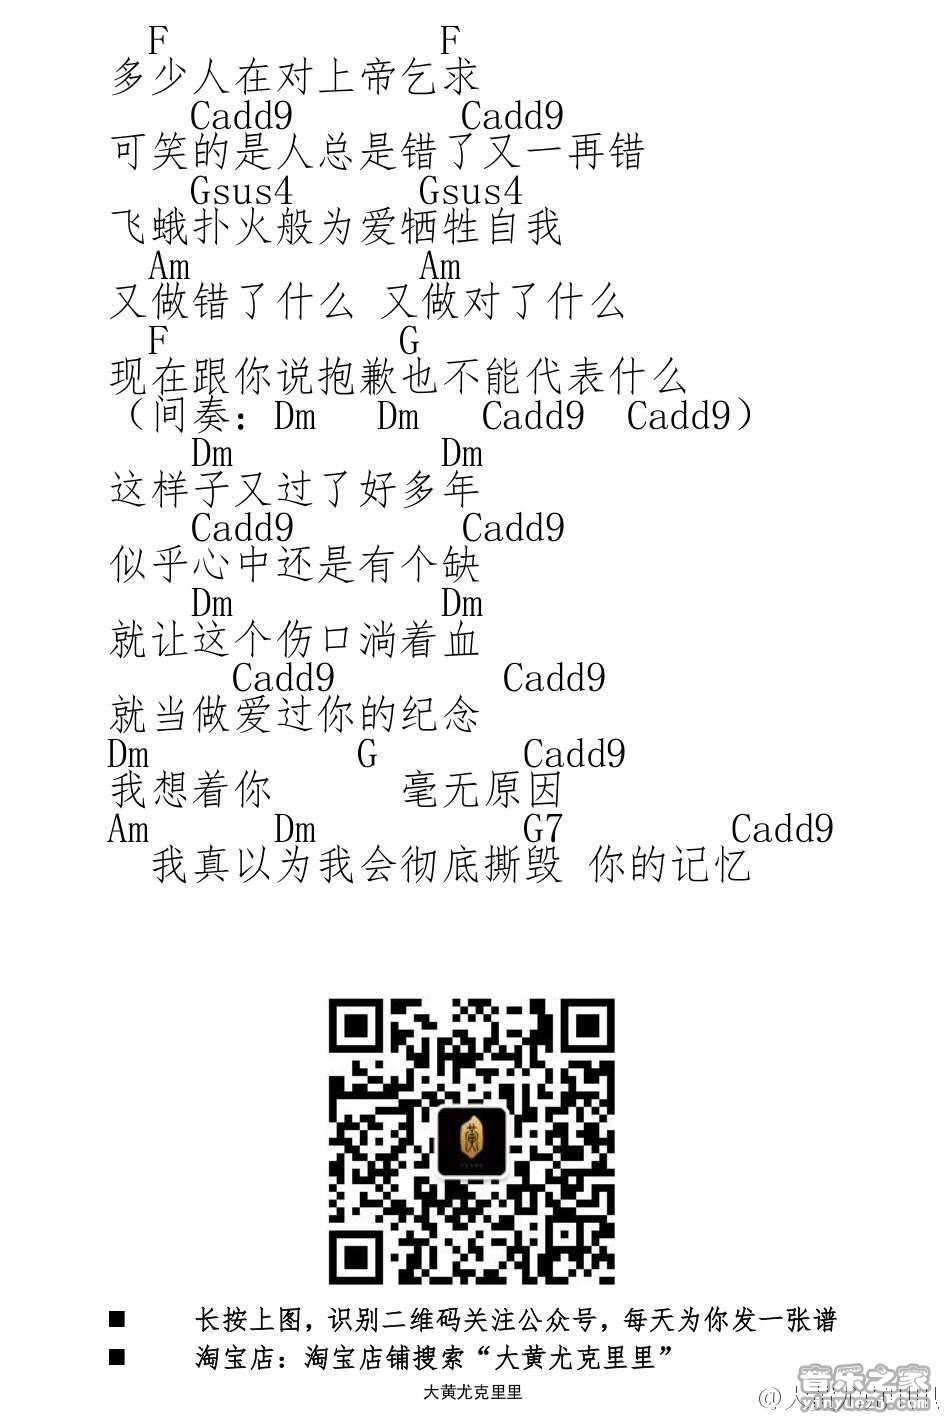 F F
多少人在对上帝乞求
Cadd9 Cadd9
可笑的是人总是错了又一再错
Gsus4 Gsus4
飞蛾扑火般为爱牺牲自我
Am Am
又做错了什么 又做对了什么
F G
现在跟你说抱歉也不能代表什么
（间奏：Dm Dm Cadd9 Cadd9）
Dm Dm
这样子又过了好多年
Cadd9 Cadd9
似乎心中还是有个缺
Dm Dm
就让这个伤口淌着血
Cadd9 Cadd9
就当做爱过你的纪念
Dm G Cadd9
我想着你 毫无原因
Am Dm G7 Cadd9
我真以为我会彻底撕毁 你的记忆
黄
■ 长按上图，识别二维码关注公众号，每天为你发一张谱
■ 淘宝店：淘宝店铺搜索“大黄尤克里里”
大黄尤克里里
音乐之家
yinyuezj.com